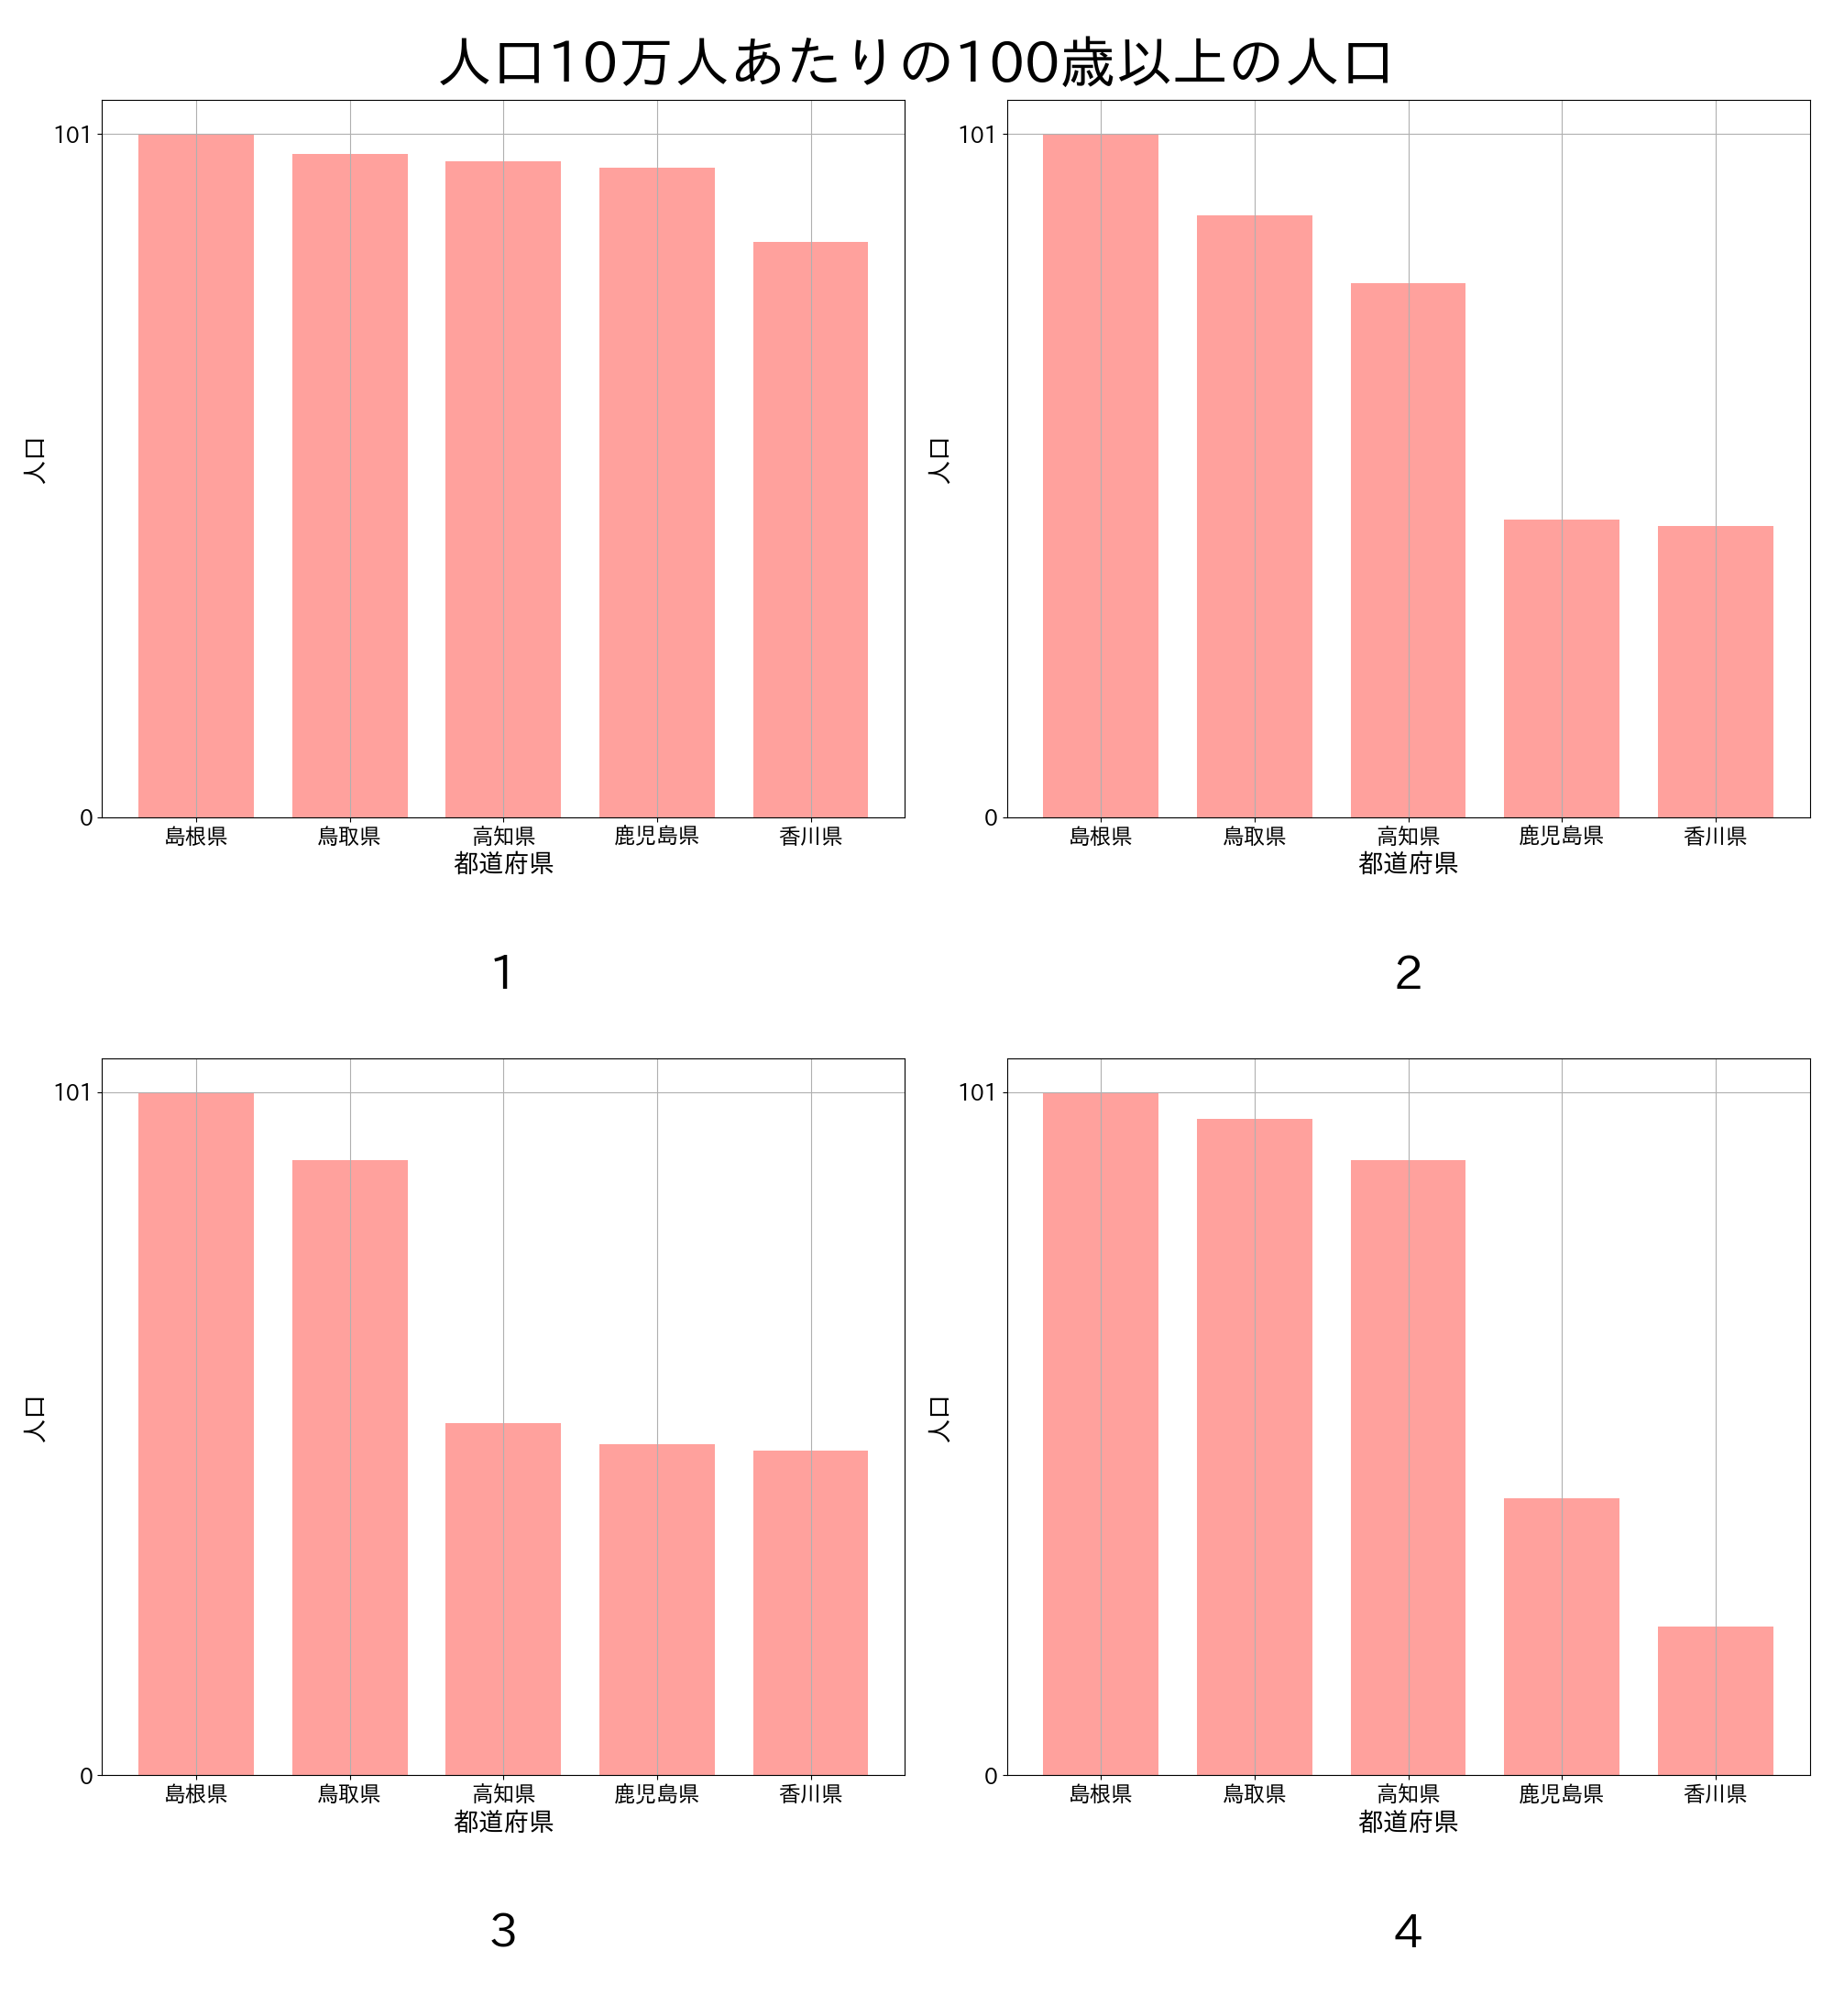 人口10万人あたりの100歳以上の人口
101
人口
0
島根県 鳥取県 高知県 鹿児島県 香川県
都道府県
1
101
人口
0
島根県 鳥取県 高知県 鹿児島県 香川県
都道府県
2
101
人口
0
島根県 鳥取県 高知県 鹿児島県 香川県
都道府県
3
101
人口
0
島根県 鳥取県 高知県 鹿児島県 香川県
都道府県
4